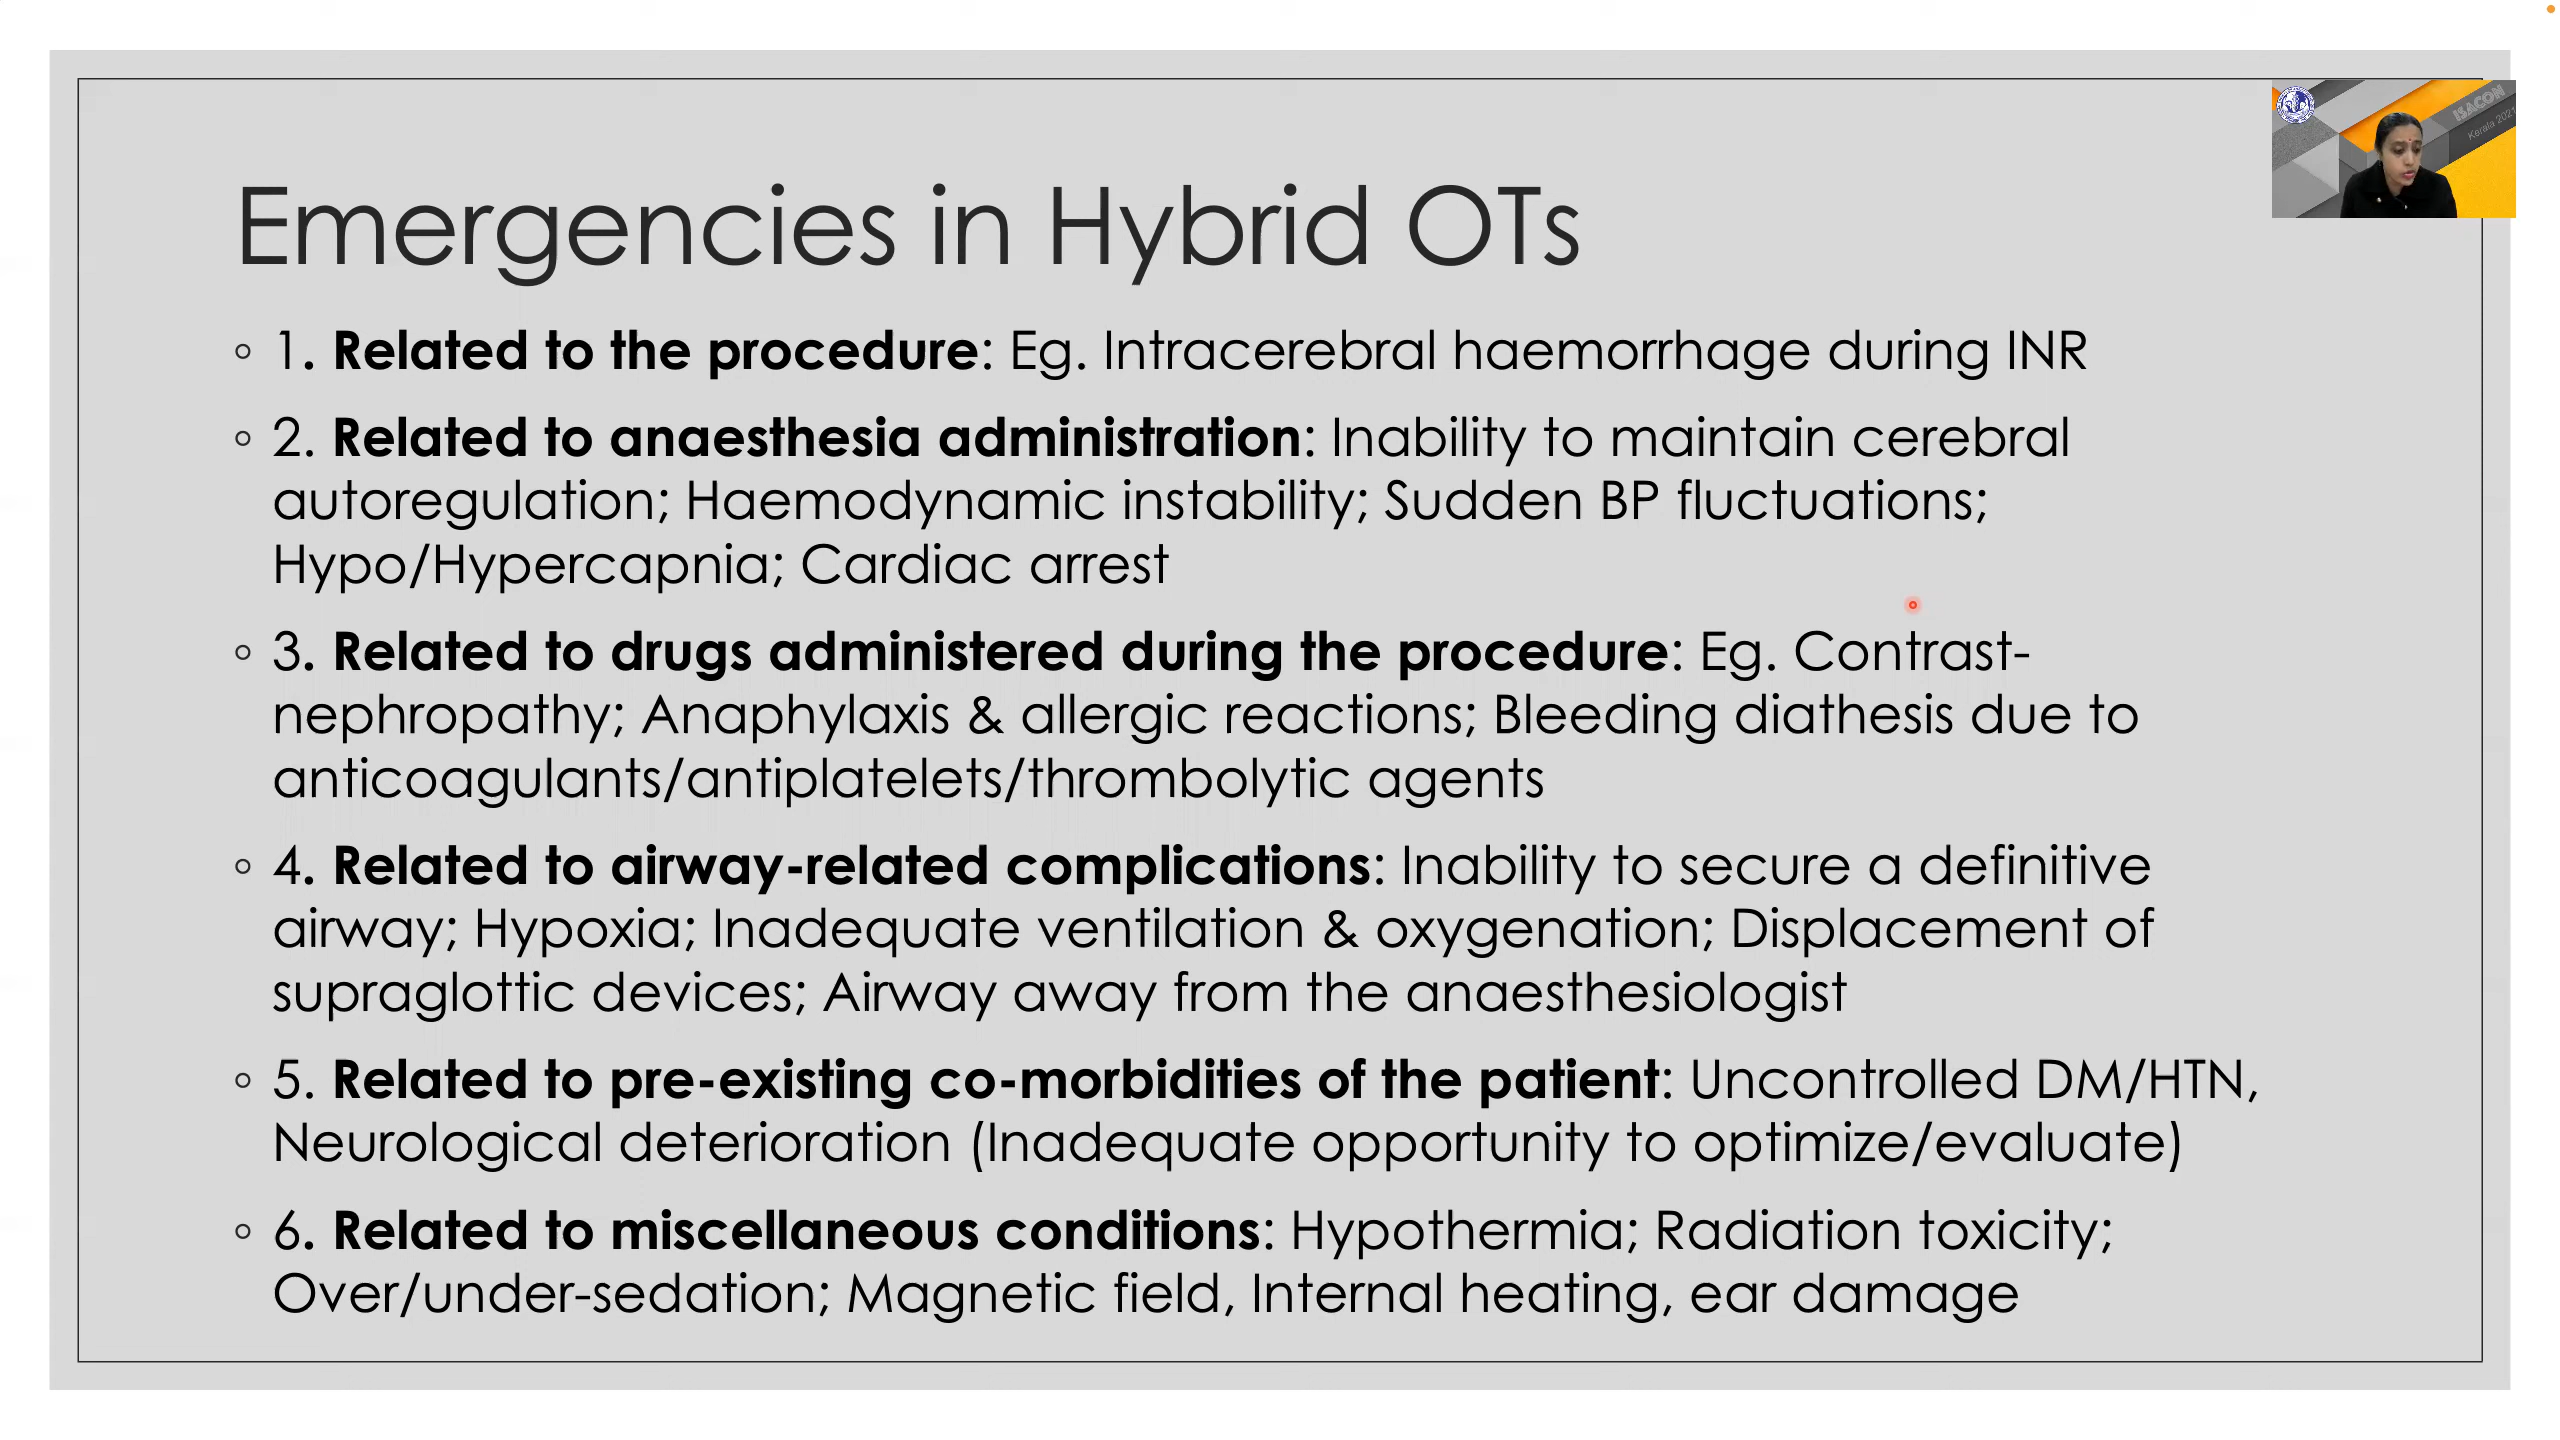 Emergencies in Hybrid OTs
◦ 1. Related to the procedure: Eg. Intracerebral haemorrhage during INR
◦ 2. Related to anaesthesia administration: Inability to maintain cerebral
autoregulation; Haemodynamic instability; Sudden BP fluctuations;
Hypo/Hypercapnia; Cardiac arrest
◦ 3. Related to drugs administered during the procedure: Eg. Contrast-
nephropathy; Anaphylaxis & allergic reactions; Bleeding diathesis due to
anticoagulants/antiplatelets/thrombolytic agents
◦ 4. Related to airway-related complications: Inability to secure a definitive
airway; Hypoxia; Inadequate ventilation & oxygenation; Displacement of
supraglottic devices; Airway away from the anaesthesiologist
◦ 5. Related to pre-existing co-morbidities of the patient: Uncontrolled DM/HTN,
Neurological deterioration (Inadequate opportunity to optimize/evaluate)
◦ 6. Related to miscellaneous conditions: Hypothermia; Radiation toxicity;
Over/under-sedation; Magnetic field, Internal heating, ear damage
ISACON
Kerala 2021